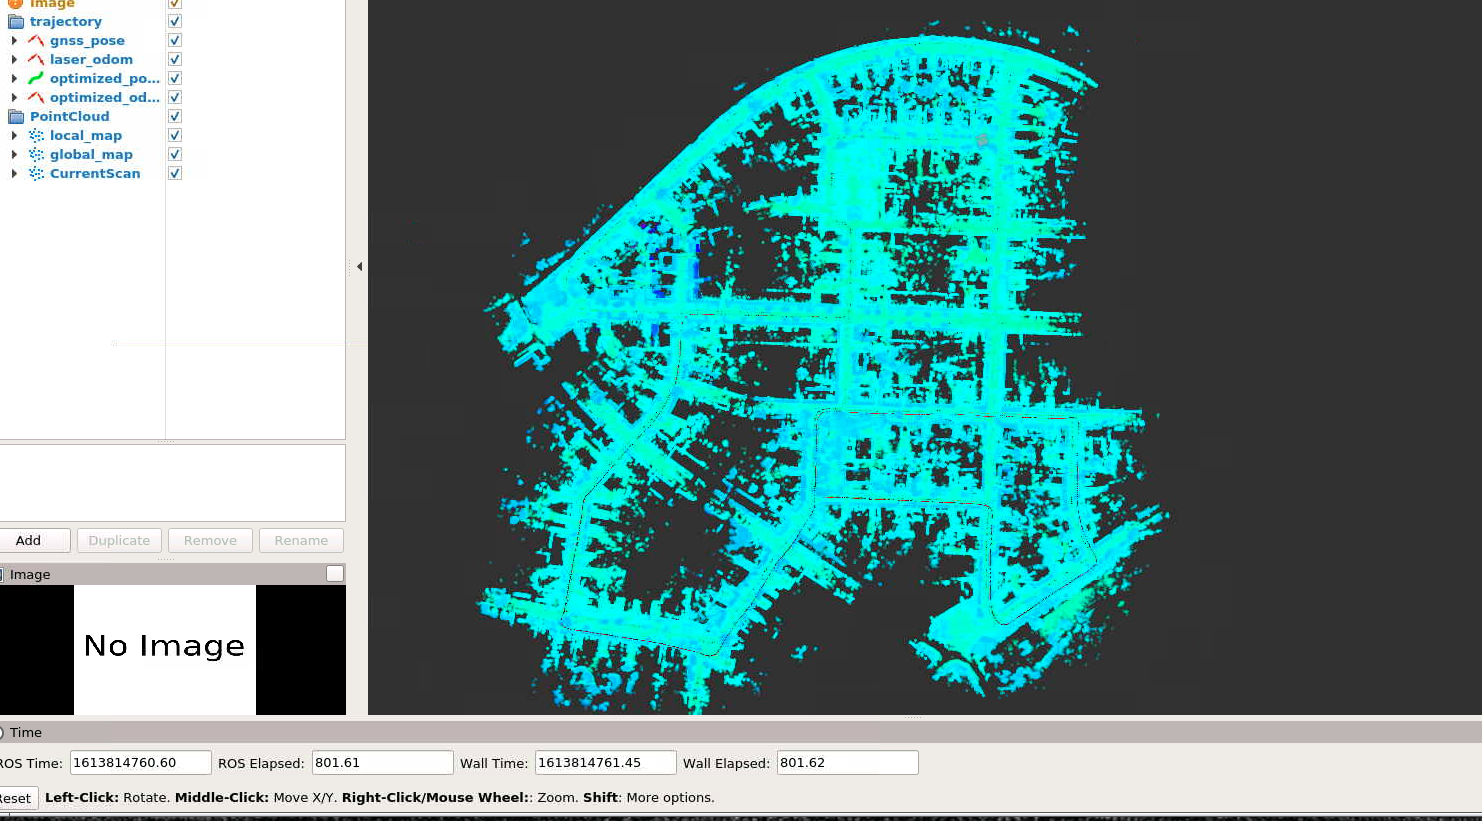 Image
trajectory
gnss_pose
laser_odom
optimized_po...
optimized_od...
PointCloud
local_map
global_map
CurrentScan
Add Duplicate Remove Rename
Image
No Image
Time
ROS Time: 1613814760.60 ROS Elapsed: 801.61 Wall Time: 1613814761.45 Wall Elapsed: 801.62
Reset Left-Click: Rotate. Middle-Click: Move X/Y. Right-Click/Mouse Wheel:: Zoom. Shift: More options.